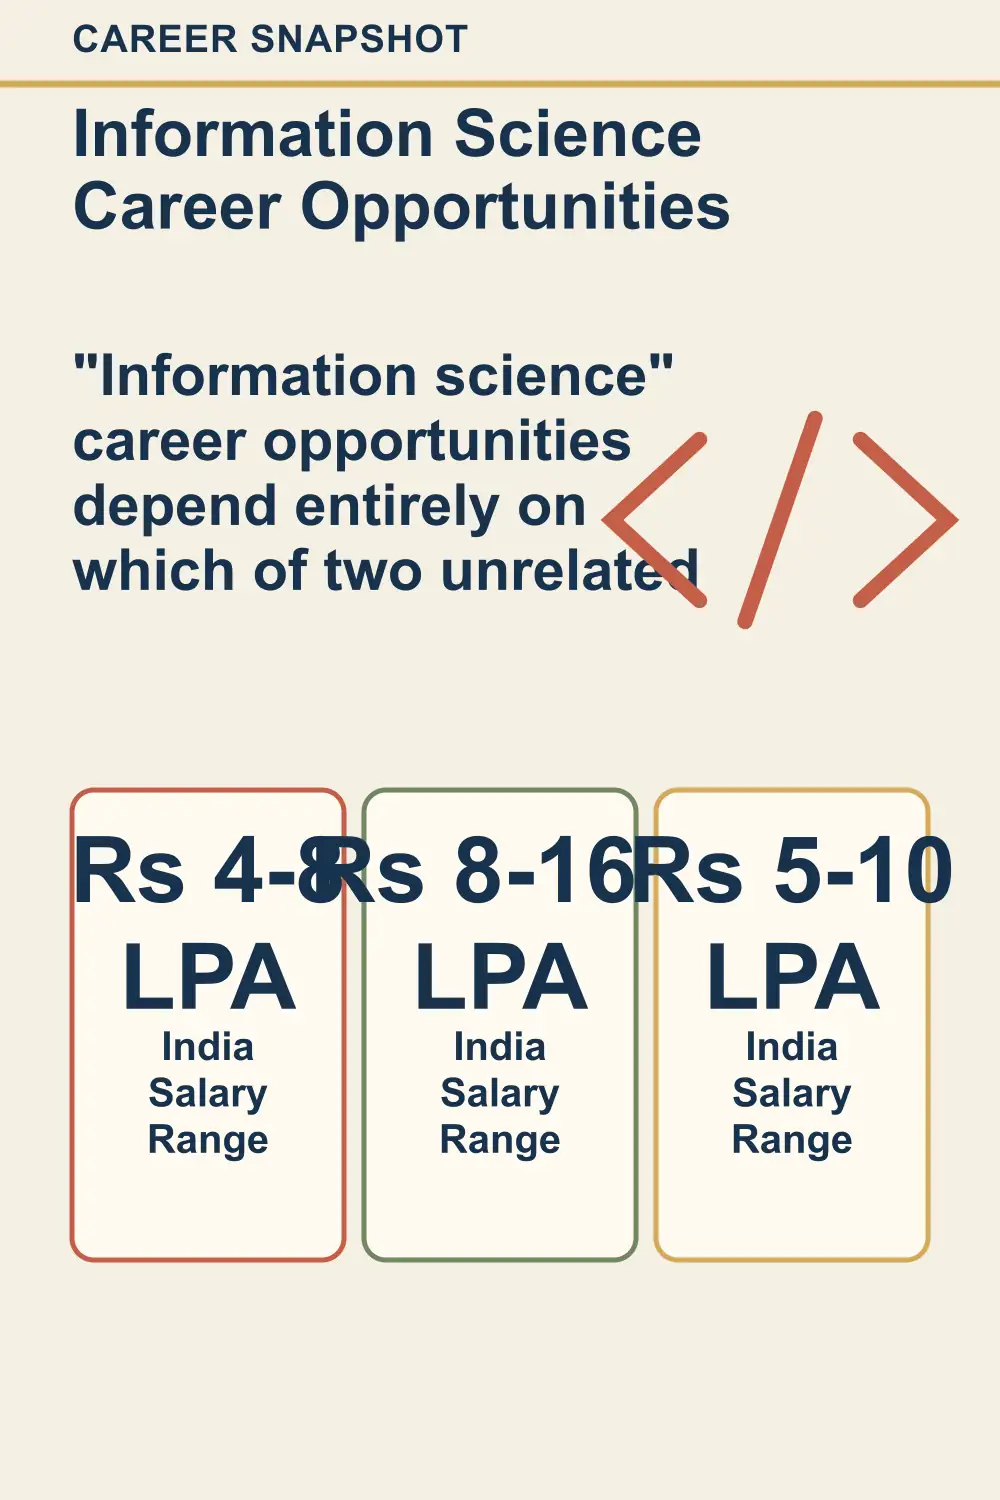 CAREER SNAPSHOT
Information Science
Career Opportunities
"Information science"
career opportunities
depend entirely on
which of two unrelated
</>
Rs 4-8
LPA
India
Salary
Range
Rs 8-16
LPA
India
Salary
Range
Rs 5-10
LPA
India
Salary
Range